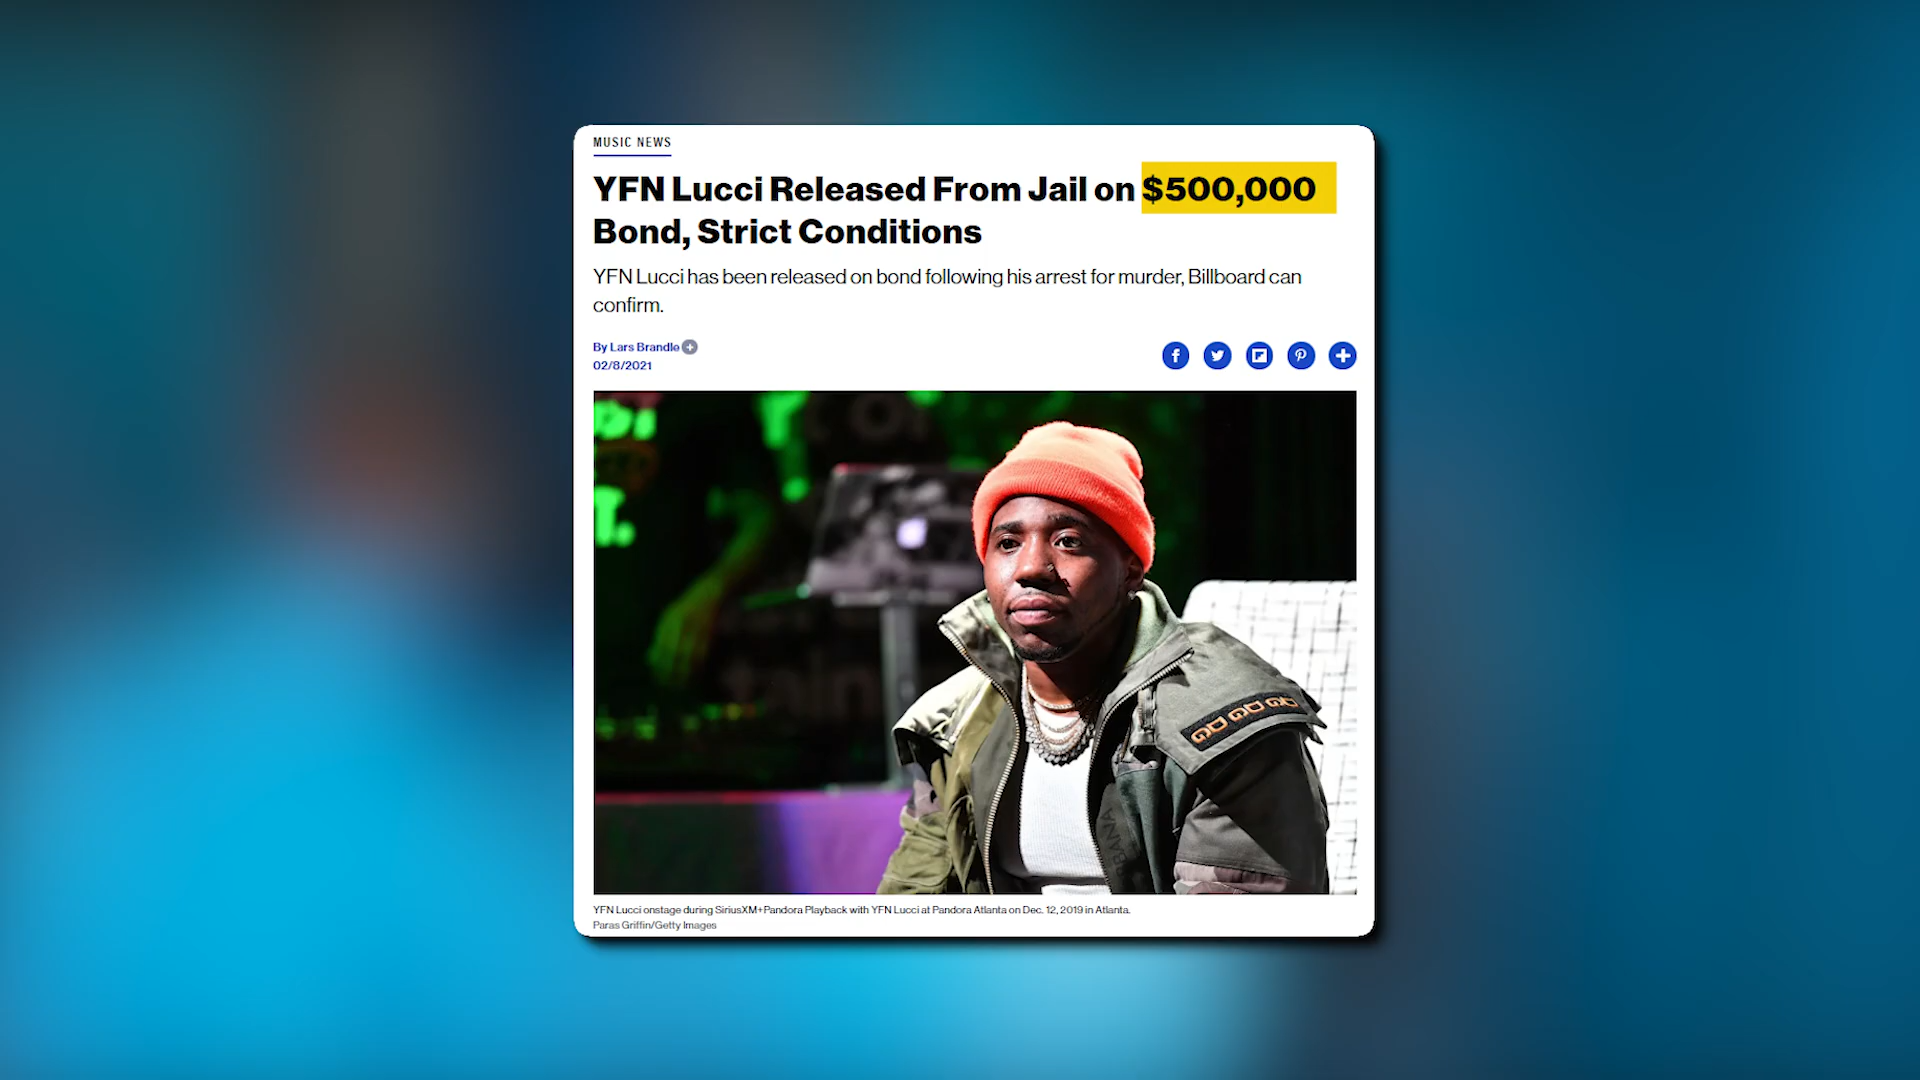 MUSIC NEWS
YFN Lucci Released From Jail on $500,000
Bond, Strict Conditions
YFN Lucci has been released on bond following his arrest for murder, Billboard can
confirm.
By Lars Brandle
02/8/2021
YFN Lucci onstage during SiriusXM+Pandora Playback with YFN Lucci at Pandora Atlanta on Dec. 12, 2019 in Atlanta.
Paras Griffin/Getty Images